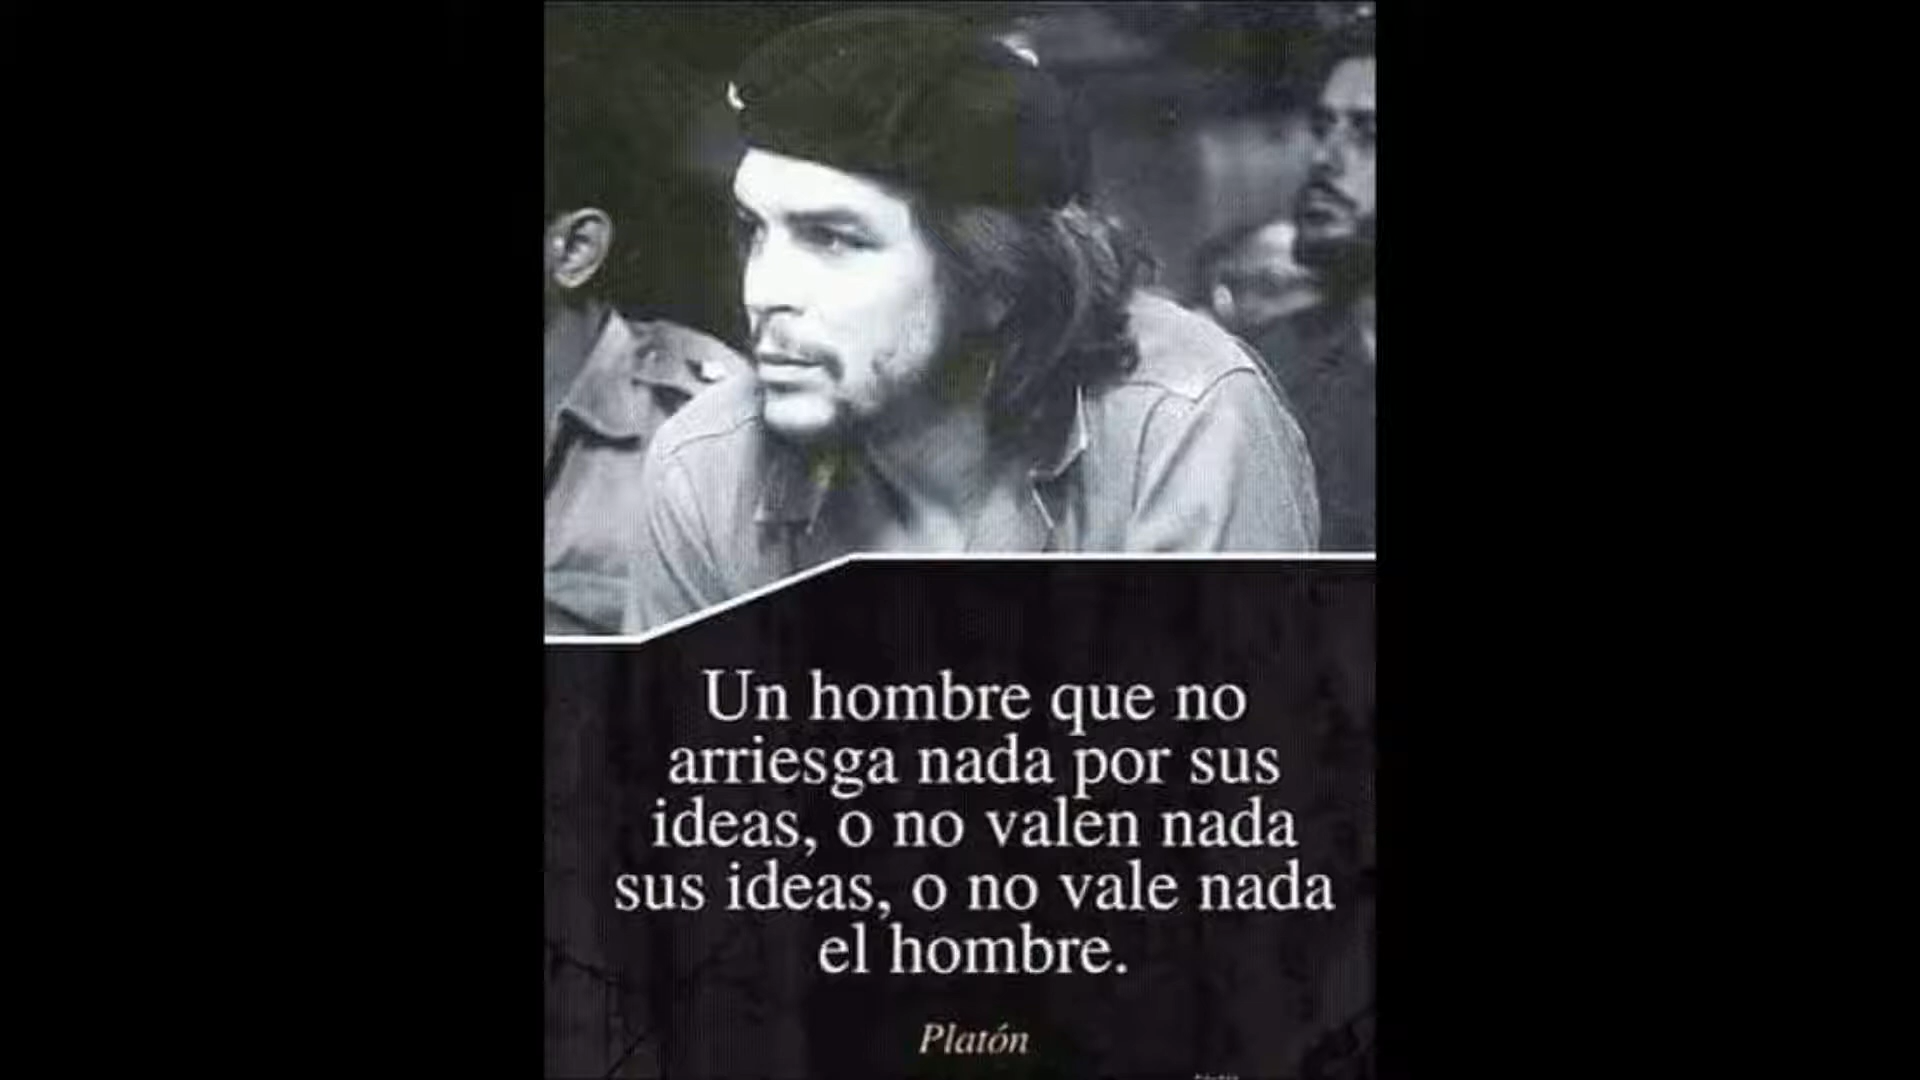 Un hombre que no
arriesga nada por sus
ideas, o no valen nada
sus ideas, o no vale nada
el hombre.
Platón